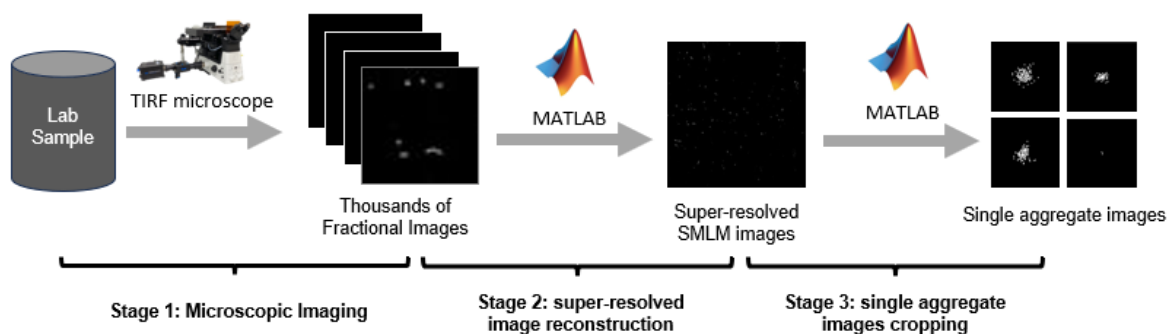 Lab
Sample
TIRF microscope
Thousands of
Fractional Images
MATLAB
Super-resolved
SMLM images
MATLAB
Single aggregate images
Stage 1: Microscopic Imaging
Stage 2: super-resolved
image reconstruction
Stage 3: single aggregate
images cropping